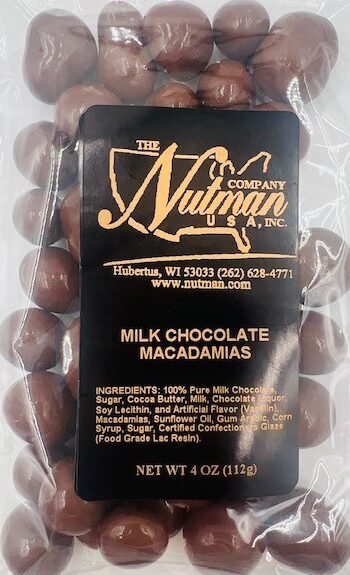 THE
Nutman
COMPANY
USA, INC.
Hubertus, WI 53033 (262) 628-4771
www.nutman.com
MILK CHOCOLATE
MACADAMIAS
INGREDIENTS: 100% Pure Milk Chocolate,
Sugar, Cocoa Butter, Milk, Chocolate Liquor,
Soy Lecithin, and Artificial Flavor (Vanillin),
Macadamias, Sunflower Oil, Gum Arabic, Corn
Syrup, Sugar, Certified Confectioners Glaze
(Food Grade Lac Resin).
NET WT 4 OZ (112g)